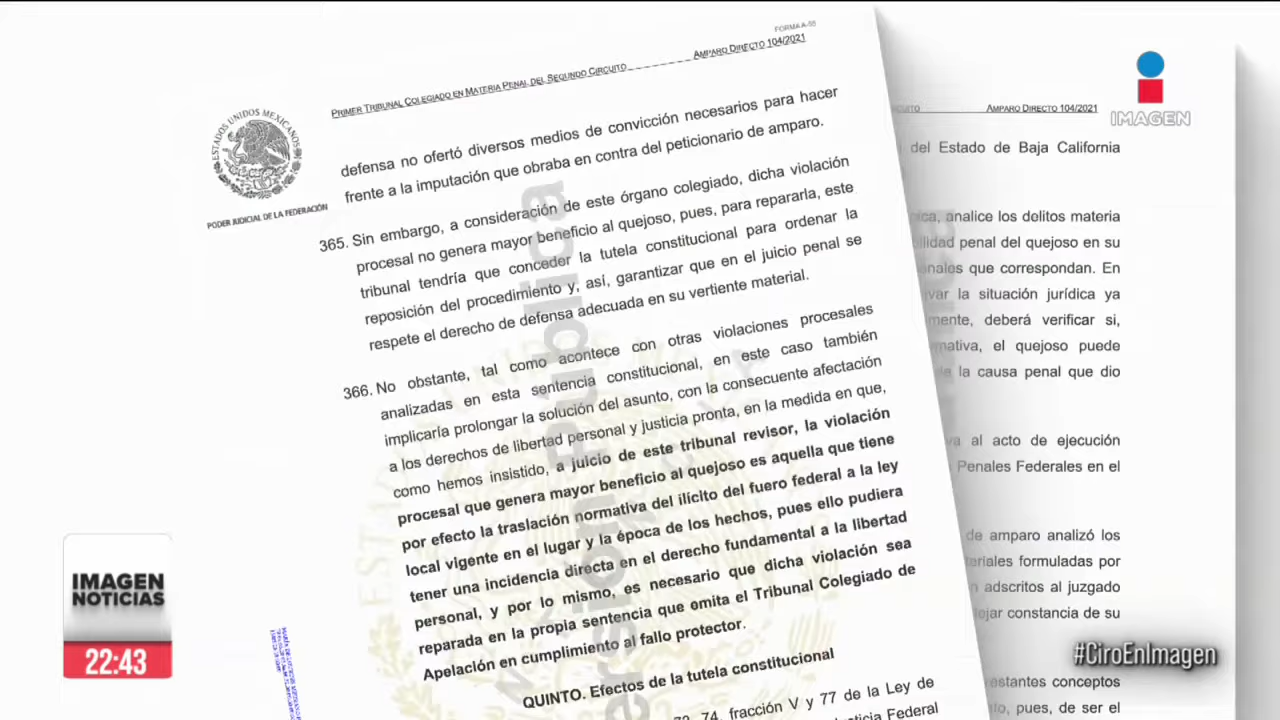 FORMA A-55
PRIMER TRIBUNAL COLEGIADO EN MATERIA PENAL DEL SEGUNDO CIRCUITO
AMPARO DIRECTO 104/2021
ESTADOS UNIDOS MEXICANOS
PODER JUDICIAL DE LA FEDERACIÓN
defensa no ofertó diversos medios de convicción necesarios para hacer
frente a la imputación que obraba en contra del peticionario de amparo.
365. Sin embargo, a consideración de este órgano colegiado, dicha violación
procesal no genera mayor beneficio al quejoso, pues, para repararla, este
tribunal tendría que conceder la tutela constitucional para ordenar la
reposición del procedimiento y, así, garantizar que en el juicio penal se
respete el derecho de defensa adecuada en su vertiente material.
366. No obstante, tal como acontece con otras violaciones procesales
analizadas en esta sentencia constitucional, en este caso también
implicaría prolongar la solución del asunto, con la consecuente afectación
a los derechos de libertad personal y justicia pronta, en la medida en que,
como hemos insistido, a juicio de este tribunal revisor, la violación
procesal que genera mayor beneficio al quejoso es aquella que tiene
por efecto la traslación normativa del ilícito del fuero federal a la ley
local vigente en el lugar y la época de los hechos, pues ello pudiera
tener una incidencia directa en el derecho fundamental a la libertad
personal, y por lo mismo, es necesario que dicha violación sea
reparada en la propia sentencia que emita el Tribunal Colegiado de
Apelación en cumplimiento al fallo protector.
QUINTO. Efectos de la tutela constitucional
74, fracción V y 77 de la Ley de
Federal
Versión Pública
AMPARO DIRECTO 104/2021
del Estado de Baja California
analice los delitos materia
penal del quejoso en su
que correspondan. En
la situación jurídica ya
deberá verificar si,
el quejoso puede
la causa penal que dio
al acto de ejecución
Penales Federales en el
de amparo analizó los
formuladas por
adscritos al juzgado
constancia de su
conceptos
pues, de ser el
IMAGEN
IMAGEN
NOTICIAS
22:43
#CiroEnImagen